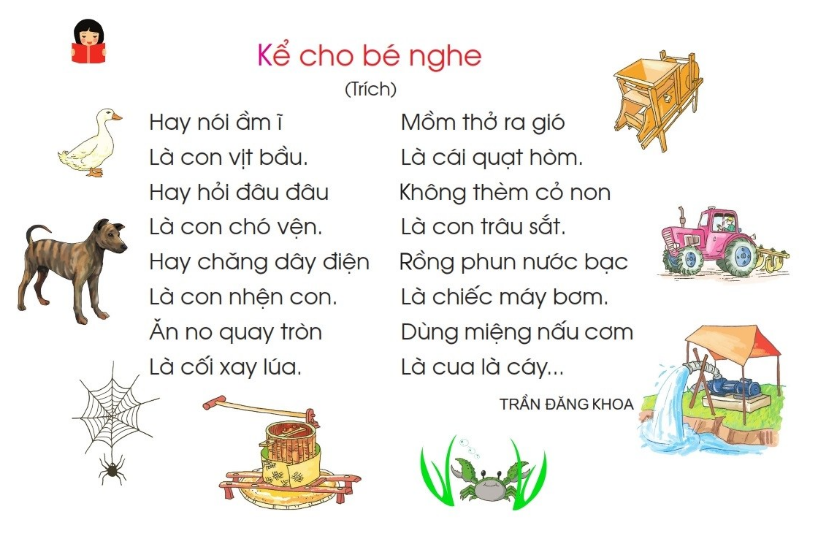 Kể cho bé nghe
(Trích)
Hay nói ầm ĩ
Là con vịt bầu.
Hay hỏi đâu đâu
Là con chó vện.
Hay chăng dây điện
Là con nhện con.
Ăn no quay tròn
Là cối xay lúa.
Mồm thở ra gió
Là cái quạt hòm.
Không thèm cỏ non
Là con trâu sắt.
Rồng phun nước bạc
Là chiếc máy bơm.
Dùng miệng nấu cơm
Là cua là cáy...
TRẦN ĐĂNG KHOA